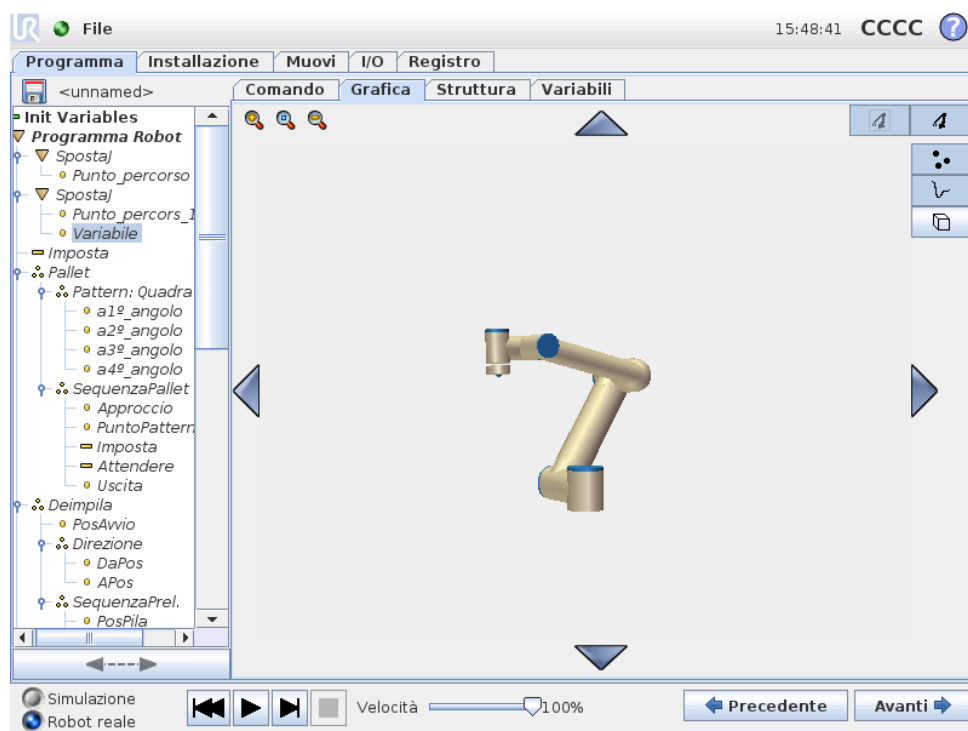 UR File 15:48:41 CCCC ?
Programma Installazione Muovi I/O Registro
<unnamed> Comando Grafica Struttura Variabili
Init Variables
Programma Robot
SpostaJ
Punto_percorso
SpostaJ
Punto_percors_1
Variabile
Imposta
Pallet
Pattern: Quadra
a1º_angolo
a2º_angolo
a3º_angolo
a4º_angolo
SequenzaPallet
Approccio
PuntoPattern
Imposta
Attendere
Uscita
Deimpila
PosAvvio
Direzione
DaPos
APos
SequenzaPrel.
PosPila
Simulazione
Robot reale
Velocità 100% Precedente Avanti